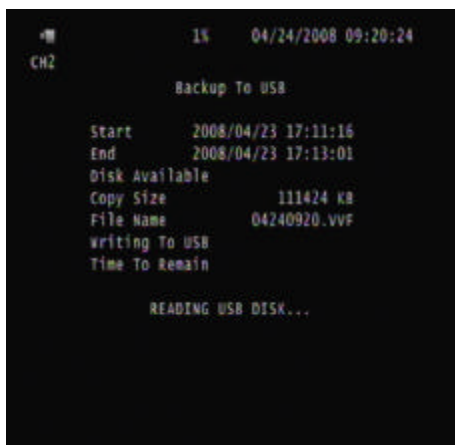 1% 04/24/2008 09:20:24
CH2
Backup To USB
Start 2008/04/23 17:11:16
End 2008/04/23 17:13:01
Disk Available
Copy Size 111424 KB
File Name 04240920.VVF
Writing To USB
Time To Remain
READING USB DISK...